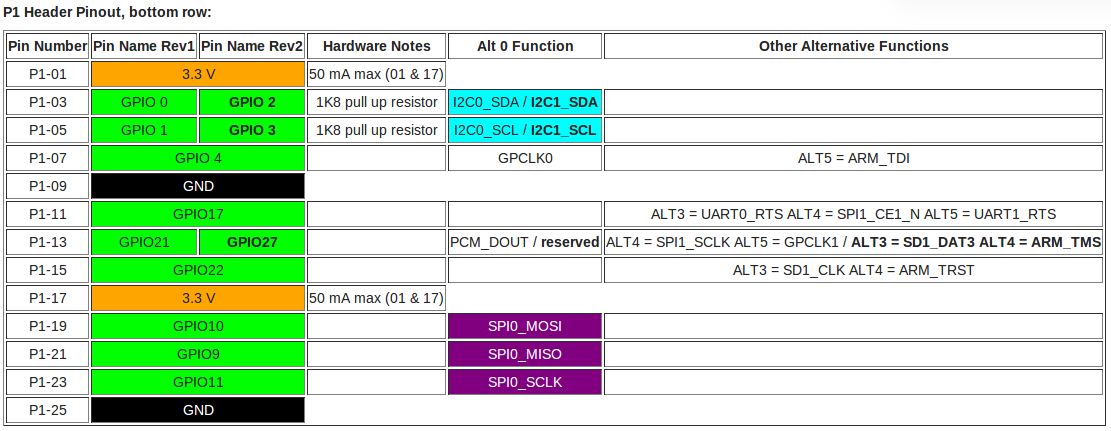 P1 Header Pinout, bottom row:
Pin Number Pin Name Rev1 Pin Name Rev2 Hardware Notes Alt 0 Function Other Alternative Functions
P1-01 3.3 V 50 mA max (01 & 17)
P1-03 GPIO 0 GPIO 2 1K8 pull up resistor I2C0_SDA / I2C1_SDA
P1-05 GPIO 1 GPIO 3 1K8 pull up resistor I2C0_SCL / I2C1_SCL
P1-07 GPIO 4 GPCLK0 ALT5 = ARM_TDI
P1-09 GND
P1-11 GPIO17 ALT3 = UART0_RTS ALT4 = SPI1_CE1_N ALT5 = UART1_RTS
P1-13 GPIO21 GPIO27 PCM_DOUT / reserved ALT4 = SPI1_SCLK ALT5 = GPCLK1 / ALT3 = SD1_DAT3 ALT4 = ARM_TMS
P1-15 GPIO22 ALT3 = SD1_CLK ALT4 = ARM_TRST
P1-17 3.3 V 50 mA max (01 & 17)
P1-19 GPIO10 SPI0_MOSI
P1-21 GPIO9 SPI0_MISO
P1-23 GPIO11 SPI0_SCLK
P1-25 GND